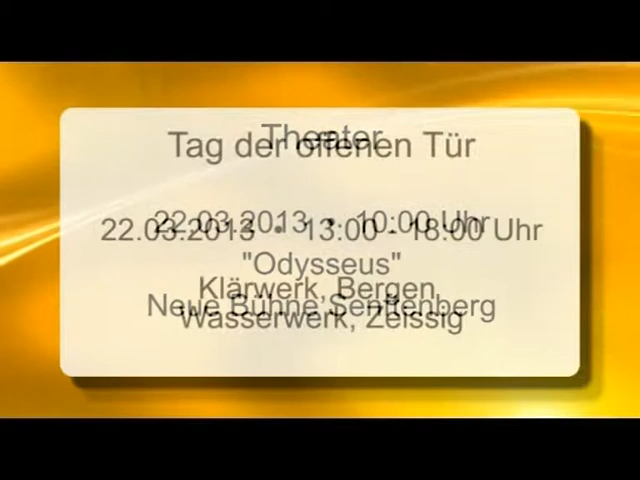 Theater
Tag der offenen Tür
22.03.2013 • 10:00 Uhr
22.03.2013 • 13:00 - 18:00 Uhr
"Odysseus"
Klärwerk, Bergen
Neue Bühne Senftenberg
Wasserwerk, Zeissig